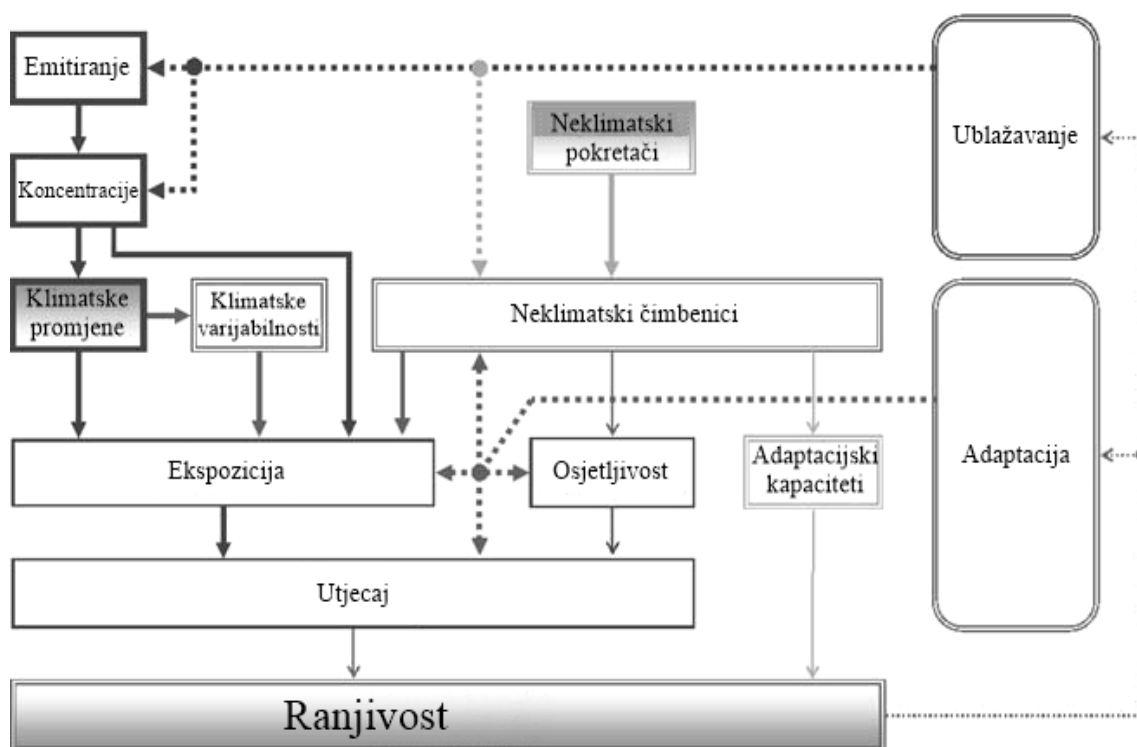 Emitiranje
Neklimatski
pokretači
Ublažavanje
Koncentracije
Klimatske
promjene
Klimatske
varijabilnosti
Neklimatski čimbenici
Ekspozicija
Osjetljivost
Adaptacijski
kapaciteti
Adaptacija
Utjecaj
Ranjivost